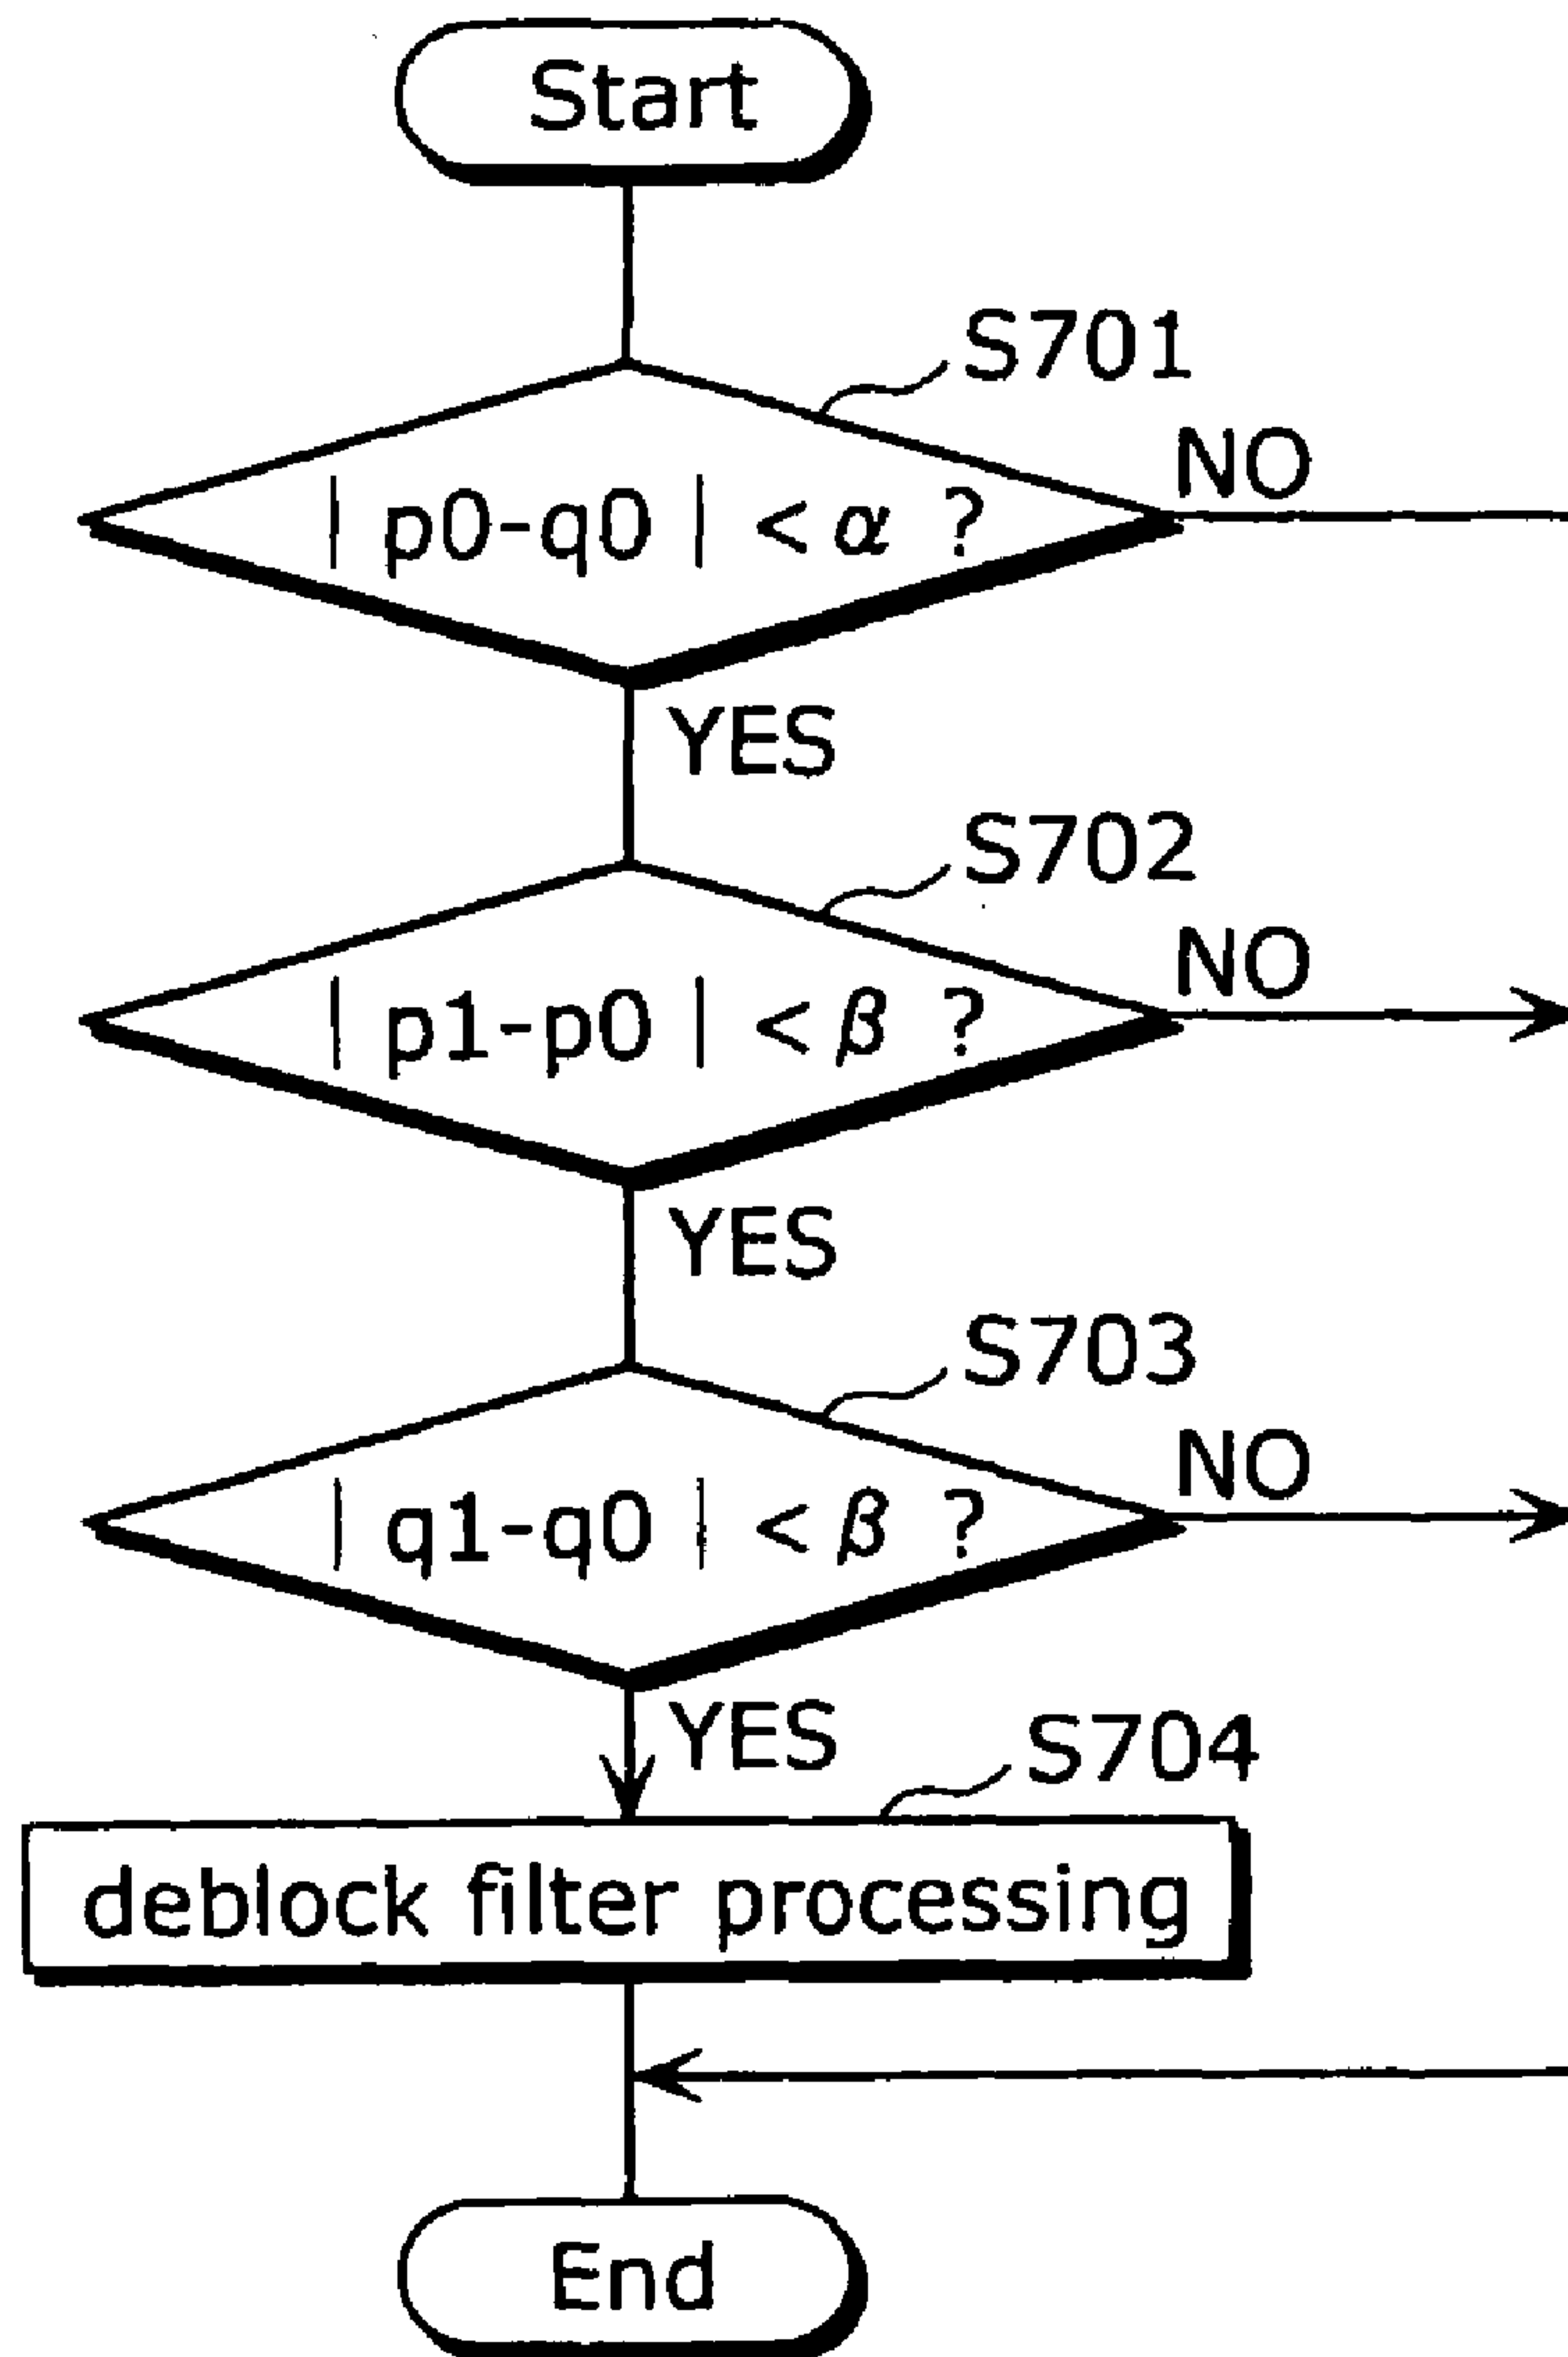 Start
S701
| p0-q0 | < α ?
NO
YES
S702
| p1-p0 | < β ?
NO
YES
S703
| q1-q0 | < β ?
NO
YES
S704
deblock filter processing
End